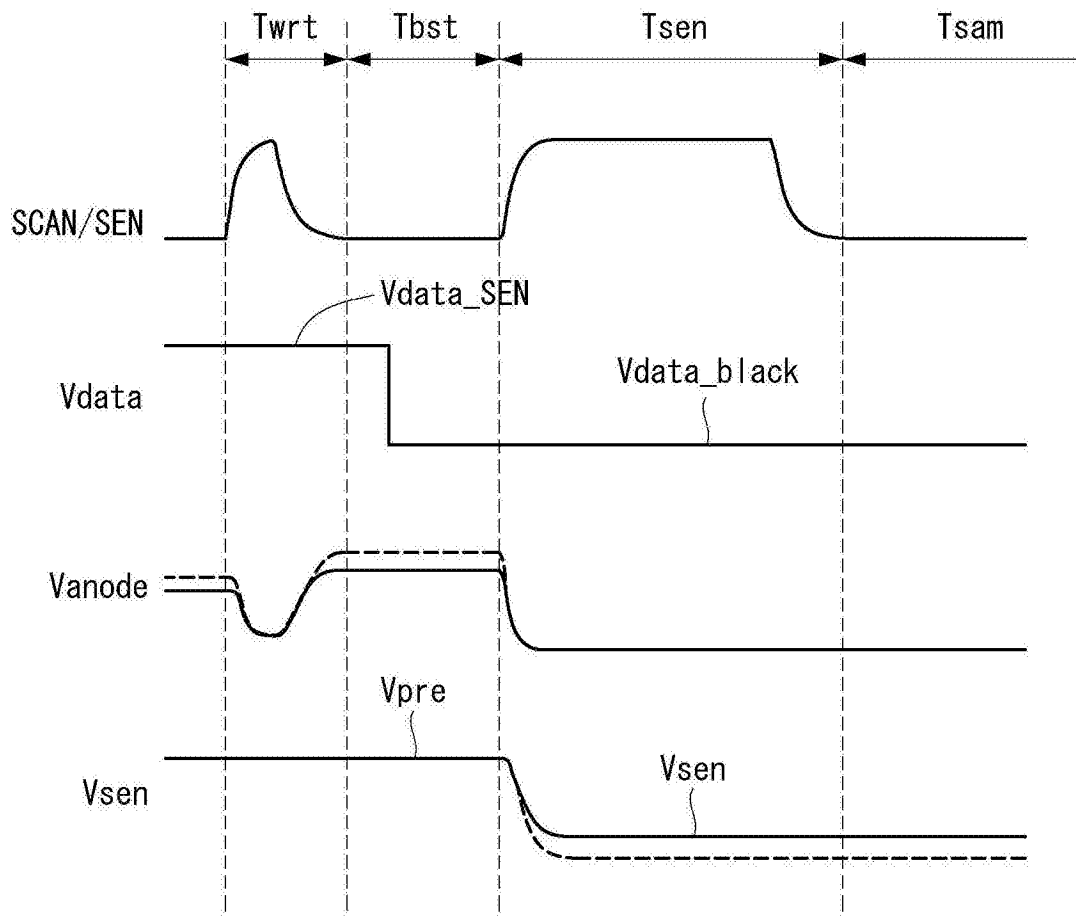 Twrt Tbst Tsen Tsam
SCAN/SEN
Vdata_SEN
Vdata_black
Vdata
Vanode
Vpre
Vsen
Vsen